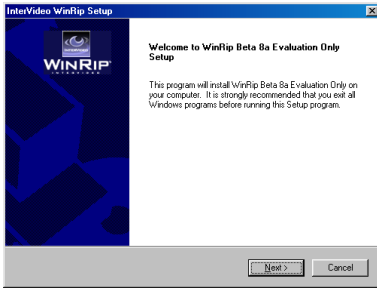 InterVideo WinRip Setup
WINRIP
INTERVIDEO
Welcome to WinRip Beta 8a Evaluation Only
Setup
This program will install WinRip Beta 8a Evaluation Only on
your computer. It is strongly recommended that you exit all
Windows programs before running this Setup program.
Next >
Cancel